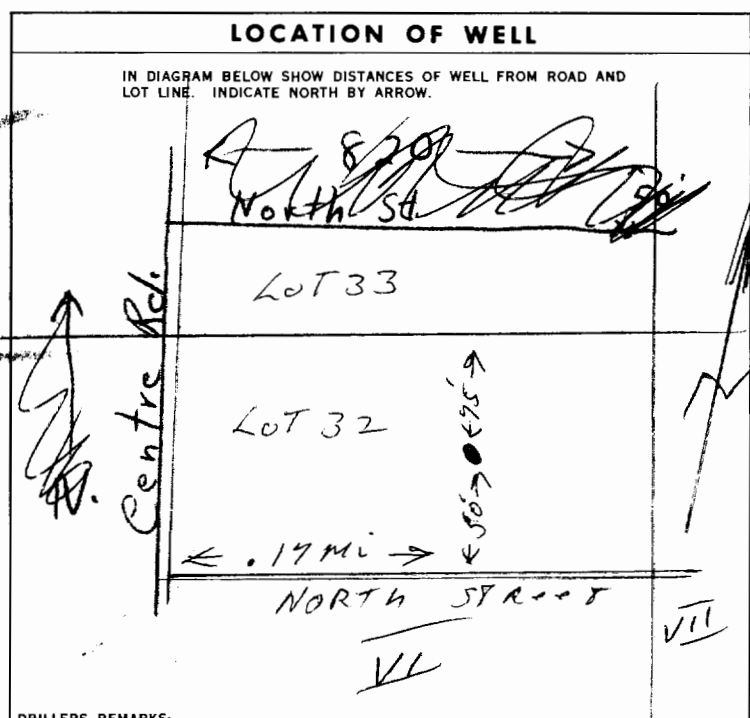 LOCATION OF WELL
IN DIAGRAM BELOW SHOW DISTANCES OF WELL FROM ROAD AND
LOT LINE. INDICATE NORTH BY ARROW.
820
North St.
LOT 33
Centre Rd.
LOT 32
75'
50'
N.
.17 Mi
NORTH STReeT
VI
VII
DRILLERS REMARKS: